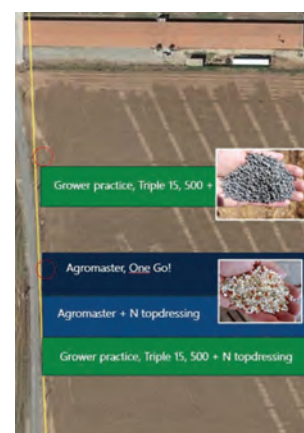 Grower practice, Triple 15, 500 +
Agromaster, One Go!
Agromaster + N topdressing
Grower practice, Triple 15, 500 + N topdressing